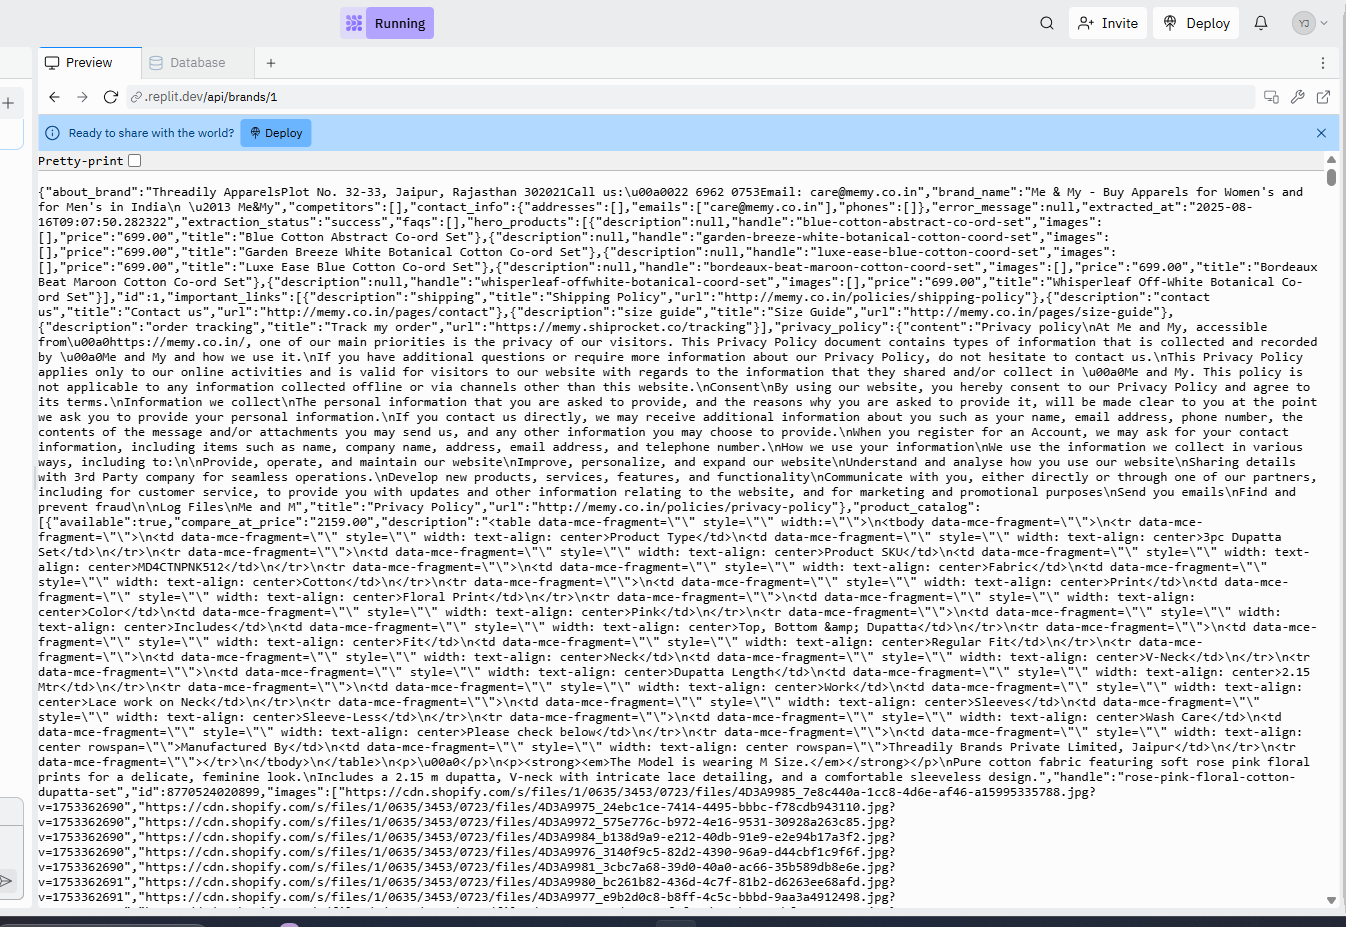 Running
Invite
Deploy
YJ
Preview
Database
.replit.dev/api/brands/1
Ready to share with the world?
Deploy
Pretty-print
{"about_brand":"Threadily ApparelsPlot No. 32-33, Jaipur, Rajasthan 302021Call us:\u00a0022 6962 0753Email: care@memy.co.in","brand_name":"Me & My - Buy Apparels for Women's and
for Men's in India\n \u2013 Me&My","competitors":[],"contact_info":{"addresses":[],"emails":["care@memy.co.in"],"phones":[]},"error_message":null,"extracted_at":"2025-08-
16T09:07:50.282322","extraction_status":"success","faqs":[],"hero_products":[{"description":null,"handle":"blue-cotton-abstract-co-ord-set","images":
[],"price":"699.00","title":"Blue Cotton Abstract Co-ord Set"},{"description":null,"handle":"garden-breeze-white-botanical-cotton-coord-set","images":
[],"price":"699.00","title":"Garden Breeze White Botanical Cotton Co-ord Set"},{"description":null,"handle":"luxe-ease-blue-cotton-coord-set","images":
[],"price":"699.00","title":"Luxe Ease Blue Cotton Co-ord Set"},{"description":null,"handle":"bordeaux-beat-maroon-cotton-coord-set","images":[],"price":"699.00","title":"Bordeaux
Beat Maroon Cotton Co-ord Set"},{"description":null,"handle":"whisperleaf-offwhite-botanical-coord-set","images":[],"price":"699.00","title":"Whisperleaf Off-White Botanical Co-
ord Set"}],"id":1,"important_links":[{"description":"shipping","title":"Shipping Policy","url":"http://memy.co.in/policies/shipping-policy"},{"description":"contact
us","title":"Contact us","url":"http://memy.co.in/pages/contact"},{"description":"size guide","title":"Size Guide","url":"http://memy.co.in/pages/size-guide"},
{"description":"order tracking","title":"Track my order","url":"https://memy.shiprocket.co/tracking"}],"privacy_policy":{"content":"Privacy policy\nAt Me and My, accessible
from\u00a0https://memy.co.in/, one of our main priorities is the privacy of our visitors. This Privacy Policy document contains types of information that is collected and recorded
by \u00a0Me and My and how we use it.\nIf you have additional questions or require more information about our Privacy Policy, do not hesitate to contact us.\nThis Privacy Policy
applies only to our online activities and is valid for visitors to our website with regards to the information that they shared and/or collect in \u00a0Me and My. This policy is
not applicable to any information collected offline or via channels other than this website.\nConsent\nBy using our website, you hereby consent to our Privacy Policy and agree to
its terms.\nInformation we collect\nThe personal information that you are asked to provide, and the reasons why you are asked to provide it, will be made clear to you at the point
we ask you to provide your personal information.\nIf you contact us directly, we may receive additional information about you such as your name, email address, phone number, the
contents of the message and/or attachments you may send us, and any other information you may choose to provide.\nWhen you register for an Account, we may ask for your contact
information, including items such as name, company name, address, email address, and telephone number.\nHow we use your information\nWe use the information we collect in various
ways, including to:\n\nProvide, operate, and maintain our website\nImprove, personalize, and expand our website\nUnderstand and analyse how you use our website\nSharing details
with 3rd Party company for seamless operations.\nDevelop new products, services, features, and functionality\nCommunicate with you, either directly or through one of our partners,
including for customer service, to provide you with updates and other information relating to the website, and for marketing and promotional purposes\nSend you emails\nFind and
prevent fraud\n\nLog Files\nMe and M","title":"Privacy Policy","url":"http://memy.co.in/policies/privacy-policy"},"product_catalog":
[{"available":true,"compare_at_price":"2159.00","description":"<table data-mce-fragment=\"\" style=\"\" width:=\"">\n<tbody data-mce-fragment=\"\">\n<tr data-mce-
fragment=\"\">\n<td data-mce-fragment=\"\" style=\"\" width: text-align: center>Product Type</td>\n<td data-mce-fragment=\"\" style=\"\" width: text-align: center>3pc Dupatta
Set</td>\n</tr>\n<tr data-mce-fragment=\"\">\n<td data-mce-fragment=\"\" style=\"\" width: text-align: center>Product SKU</td>\n<td data-mce-fragment=\"\" style=\"\" width: text-
align: center>MD4CTNPNK512</td>\n</tr>\n<tr data-mce-fragment=\"\">\n<td data-mce-fragment=\"\" style=\"\" width: text-align: center>Fabric</td>\n<td data-mce-fragment=\"\"
style=\"\" width: text-align: center>Cotton</td>\n</tr>\n<tr data-mce-fragment=\"\">\n<td data-mce-fragment=\"\" style=\"\" width: text-align: center>Print</td>\n<td data-mce-
fragment=\"\" style=\"\" width: text-align: center>Floral Print</td>\n</tr>\n<tr data-mce-fragment=\"\">\n<td data-mce-fragment=\"\" style=\"\" width: text-align:
center>Color</td>\n<td data-mce-fragment=\"\" style=\"\" width: text-align: center>Pink</td>\n</tr>\n<tr data-mce-fragment=\"\">\n<td data-mce-fragment=\"\" style=\"\" width:
text-align: center>Includes</td>\n<td data-mce-fragment=\"\" style=\"\" width: text-align: center>Top, Bottom &amp; Dupatta</td>\n</tr>\n<tr data-mce-fragment=\"\">\n<td data-mce-
fragment=\"\" style=\"\" width: text-align: center>Fit</td>\n<td data-mce-fragment=\"\" style=\"\" width: text-align: center>Regular Fit</td>\n</tr>\n<tr data-mce-
fragment=\"\">\n<td data-mce-fragment=\"\" style=\"\" width: text-align: center>Neck</td>\n<td data-mce-fragment=\"\" style=\"\" width: text-align: center>V-Neck</td>\n</tr>\n<tr
data-mce-fragment=\"\">\n<td data-mce-fragment=\"\" style=\"\" width: text-align: center>Dupatta Length</td>\n<td data-mce-fragment=\"\" style=\"\" width: text-align: center>2.15
Mtr</td>\n</tr>\n<tr data-mce-fragment=\"\">\n<td data-mce-fragment=\"\" style=\"\" width: text-align: center>Work</td>\n<td data-mce-fragment=\"\" style=\"\" width: text-align:
center>Lace work on Neck</td>\n</tr>\n<tr data-mce-fragment=\"\">\n<td data-mce-fragment=\"\" style=\"\" width: text-align: center>Sleeves</td>\n<td data-mce-fragment=\"\"
style=\"\" width: text-align: center>Sleeve-Less</td>\n</tr>\n<tr data-mce-fragment=\"\">\n<td data-mce-fragment=\"\" style=\"\" width: text-align: center>Wash Care</td>\n<td
data-mce-fragment=\"\" style=\"\" width: text-align: center>Please check below</td>\n</tr>\n<tr data-mce-fragment=\"\">\n<td data-mce-fragment=\"\" style=\"\" width: text-align:
center rowspan=\"\">Manufactured By</td>\n<td data-mce-fragment=\"\" style=\"\" width: text-align: center rowspan=\"\">Threadily Brands Private Limited, Jaipur</td>\n</tr>\n<tr
data-mce-fragment=\"\"></tr>\n</tbody>\n</table>\n<p>\u00a0</p>\n<p><strong><em>The Model is wearing M Size.</em></strong></p>\nPure cotton fabric featuring soft rose pink floral
prints for a delicate, feminine look.\nIncludes a 2.15 m dupatta, V-neck with intricate lace detailing, and a comfortable sleeveless design.","handle":"rose-pink-floral-cotton-
dupatta-set","id":8770524020899,"images":["https://cdn.shopify.com/s/files/1/0635/3453/0723/files/4D3A9985_7e8c440a-1cc8-4d6e-af46-a15995335788.jpg?
v=1753362690","https://cdn.shopify.com/s/files/1/0635/3453/0723/files/4D3A9975_24ebc1ce-7414-4495-bbbc-f78cdb943110.jpg?
v=1753362690","https://cdn.shopify.com/s/files/1/0635/3453/0723/files/4D3A9972_575e776c-b972-4e16-9531-30928a263c85.jpg?
v=1753362690","https://cdn.shopify.com/s/files/1/0635/3453/0723/files/4D3A9984_b138d9a9-e212-40db-91e9-e2e94b17a3f2.jpg?
v=1753362690","https://cdn.shopify.com/s/files/1/0635/3453/0723/files/4D3A9976_3140f9c5-82d2-4390-96a9-d44cbf1c9f6f.jpg?
v=1753362690","https://cdn.shopify.com/s/files/1/0635/3453/0723/files/4D3A9981_3cbc7a68-39d0-40a0-ac66-35b589db8e6e.jpg?
v=1753362691","https://cdn.shopify.com/s/files/1/0635/3453/0723/files/4D3A9980_bc261b82-436d-4c7f-81b2-d6263ee68afd.jpg?
v=1753362691","https://cdn.shopify.com/s/files/1/0635/3453/0723/files/4D3A9977_e9b2d0c8-b8ff-4c5c-bbbd-9aa3a4912498.jpg?